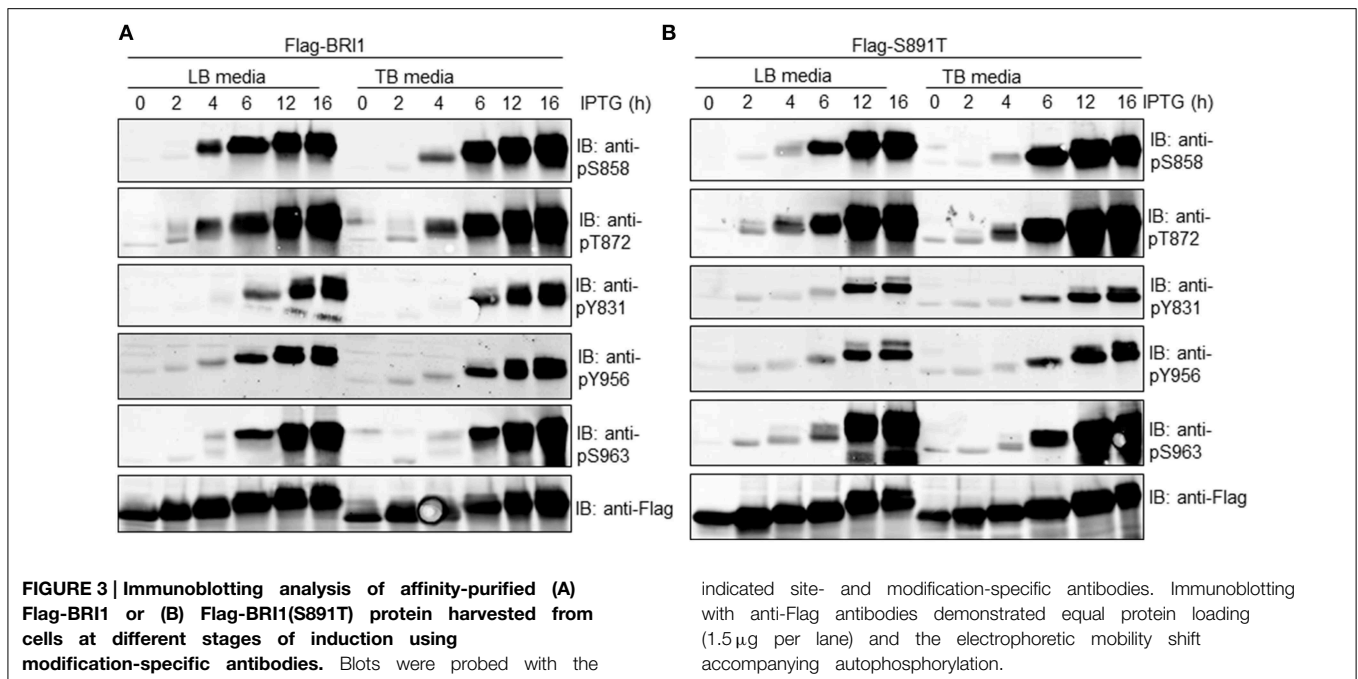 A
Flag-BRI1
LB media TB media
0 2 4 6 12 16 0 2 4 6 12 16 IPTG (h)
IB: anti-
pS858
IB: anti-
pT872
IB: anti-
pY831
IB: anti-
pY956
IB: anti-
pS963
IB: anti-Flag
B
Flag-S891T
LB media TB media
0 2 4 6 12 16 0 2 4 6 12 16 IPTG (h)
IB: anti-
pS858
IB: anti-
pT872
IB: anti-
pY831
IB: anti-
pY956
IB: anti-
pS963
IB: anti-Flag
FIGURE 3 | Immunoblotting analysis of affinity-purified (A)
Flag-BRI1 or (B) Flag-BRI1(S891T) protein harvested from
cells at different stages of induction using
modification-specific antibodies. Blots were probed with the
indicated site- and modification-specific antibodies. Immunoblotting
with anti-Flag antibodies demonstrated equal protein loading
(1.5 μg per lane) and the electrophoretic mobility shift
accompanying autophosphorylation.